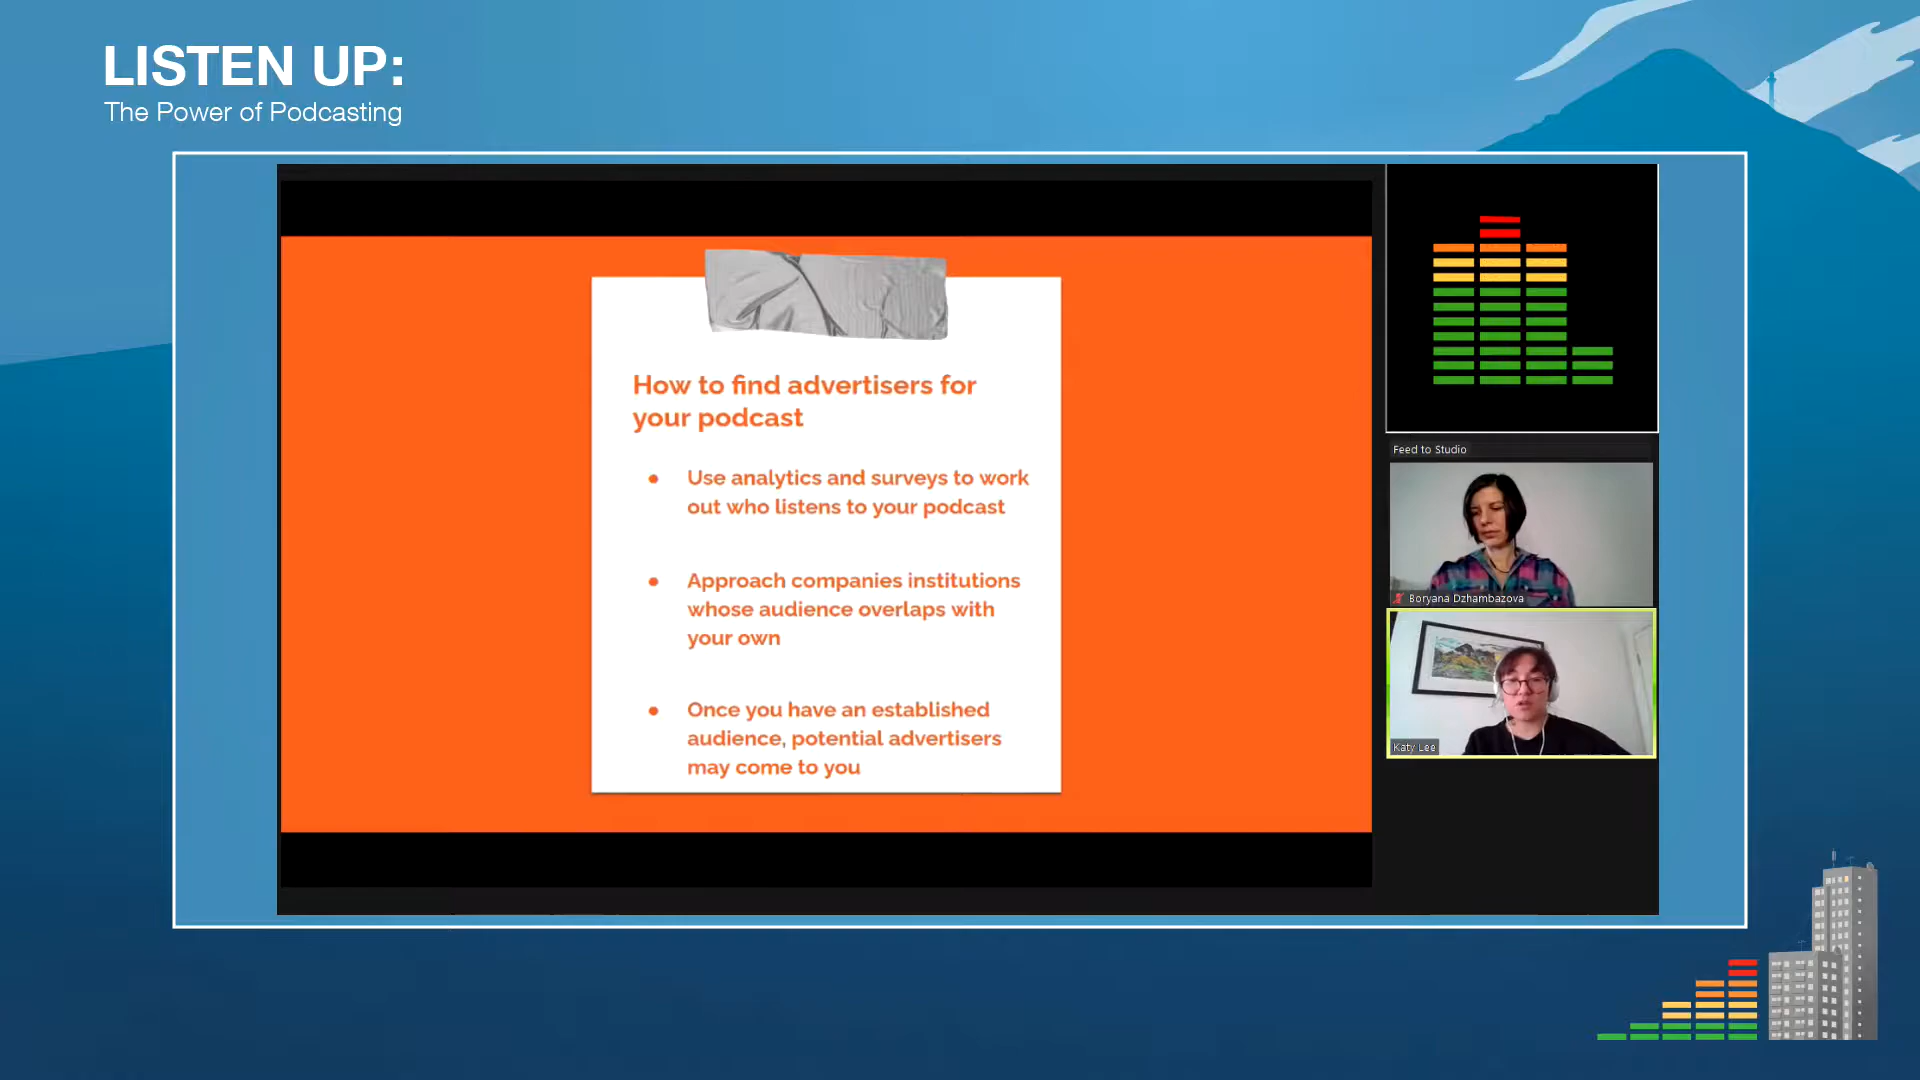 LISTEN UP:
The Power of Podcasting
How to find advertisers for
your podcast
● Use analytics and surveys to work
out who listens to your podcast
● Approach companies institutions
whose audience overlaps with
your own
● Once you have an established
audience, potential advertisers
may come to you
Feed to Studio
Boryana Dzhambazova
Katy Lee